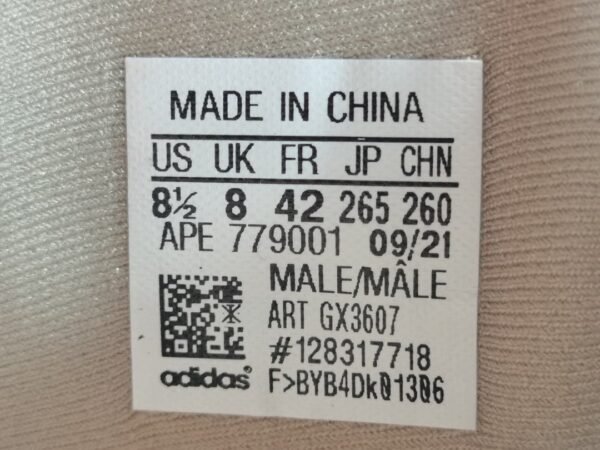 MADE IN CHINA
US UK FR JP CHN
8½ 8 42 265 260
APE 779001 09/21
MALE/MÂLE
ART GX3607
#128317718
adidas® F>BYB4Dk01306